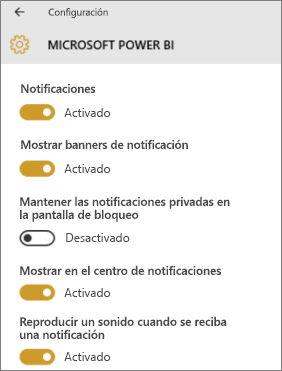 Configuración
MICROSOFT POWER BI
Notificaciones
Activado
Mostrar banners de notificación
Activado
Mantener las notificaciones privadas en
la pantalla de bloqueo
Desactivado
Mostrar en el centro de notificaciones
Activado
Reproducir un sonido cuando se reciba
una notificación
Activado